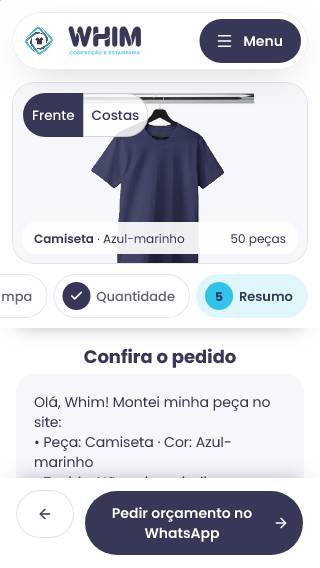 WHIM
CONFECÇÃO E ESTAMPARIA
Menu
Frente
Costas
Camiseta · Azul-marinho
50 peças
mpa
Quantidade
5
Resumo
Confira o pedido
Olá, Whim! Montei minha peça no
site:
• Peça: Camiseta · Cor: Azul-
marinho
Pedir orçamento no
WhatsApp